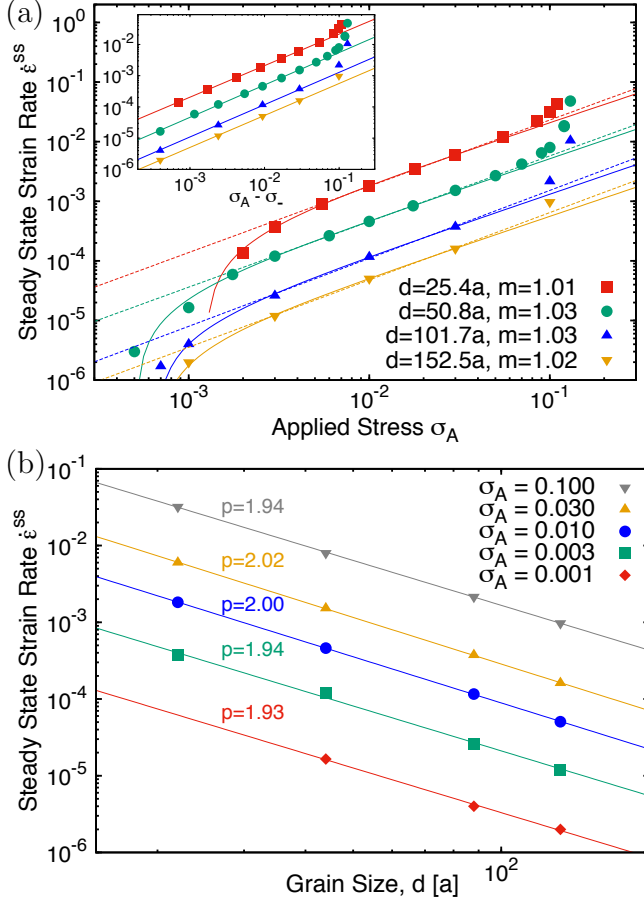 (a)
Steady State Strain Rate ε̇ˢˢ
10⁰
10⁻¹
10⁻²
10⁻³
10⁻⁴
10⁻⁵
10⁻⁶
10⁻²
10⁻³
10⁻⁴
10⁻⁵
10⁻⁶
10⁻³ 10⁻² 10⁻¹
σ_A - σ_-
d=25.4a, m=1.01
d=50.8a, m=1.03
d=101.7a, m=1.03
d=152.5a, m=1.02
10⁻³ 10⁻² 10⁻¹
Applied Stress σ_A
(b)
Steady State Strain Rate ε̇ˢˢ
10⁻¹
10⁻²
10⁻³
10⁻⁴
10⁻⁵
10⁻⁶
σ_A = 0.100
σ_A = 0.030
σ_A = 0.010
σ_A = 0.003
σ_A = 0.001
p=1.94
p=2.02
p=2.00
p=1.94
p=1.93
10²
Grain Size, d [a]